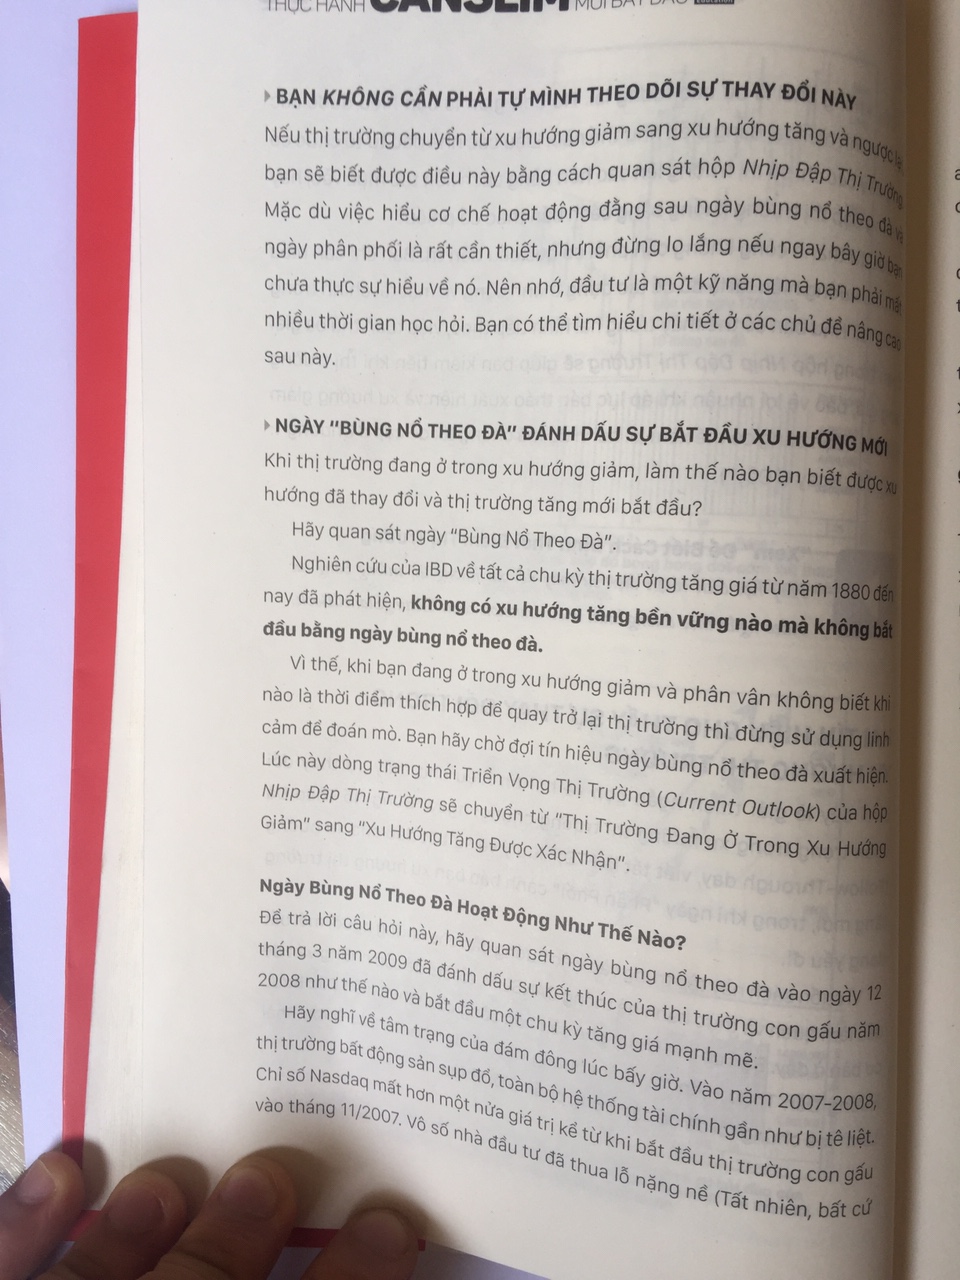 THỰC HÀNH CANSLIM MỖI BẮT ĐẦU
BẠN KHÔNG CẦN PHẢI TỰ MÌNH THEO DÕI SỰ THAY ĐỔI NÀY
Nếu thị trường chuyển từ xu hướng giảm sang xu hướng tăng và ngược
bạn sẽ biết được điều này bằng cách quan sát hộp Nhịp Đập Thị Trường
Mặc dù việc hiểu cơ chế hoạt động đằng sau ngày bùng nổ theo đà
ngày phân phối là rất cần thiết, nhưng đừng lo lắng nếu ngay bây giờ bạn
chưa thực sự hiểu về nó. Nên nhớ, đầu tư là một kỹ năng mà bạn phải mất
nhiều thời gian học hỏi. Bạn có thể tìm hiểu chi tiết ở các chủ đề nâng cao
sau này.
NGÀY “BÙNG NỔ THEO ĐÀ” ĐÁNH DẤU SỰ BẮT ĐẦU XU HƯỚNG MỚI
Khi thị trường đang ở trong xu hướng giảm, làm thế nào bạn biết được xu
hướng đã thay đổi và thị trường tăng mới bắt đầu?
Hãy quan sát ngày “Bùng Nổ Theo Đà”.
Nghiên cứu của IBD về tất cả chu kỳ thị trường tăng giá từ năm 1880 đến
nay đã phát hiện, không có xu hướng tăng bền vững nào mà không bắt
đầu bằng ngày bùng nổ theo đà.
Vì thế, khi bạn đang ở trong xu hướng giảm và phân vân không biết khi
nào là thời điểm thích hợp để quay trở lại thị trường thì đừng sử dụng linh
cảm để đoán mò. Bạn hãy chờ đợi tín hiệu ngày bùng nổ theo đà xuất hiện.
Lúc này dòng trạng thái Triển Vọng Thị Trường (Current Outlook) của hộp
Nhịp Đập Thị Trường sẽ chuyển từ “Thị Trường Đang Ở Trong Xu Hướng
Giảm” sang “Xu Hướng Tăng Được Xác Nhận”.
Ngày Bùng Nổ Theo Đà Hoạt Động Như Thế Nào?
Để trả lời câu hỏi này, hãy quan sát ngày bùng nổ theo đà vào ngày 12
tháng 3 năm 2009 đã đánh dấu sự kết thúc của thị trường con gấu năm
2008 như thế nào và bắt đầu một chu kỳ tăng giá mạnh mẽ.
Hãy nghĩ về tâm trạng của đám đông lúc bấy giờ. Vào năm 2007-2008,
thị trường bất động sản sụp đổ, toàn bộ hệ thống tài chính gần như bị tê liệt.
Chỉ số Nasdaq mất hơn một nửa giá trị kể từ khi bắt đầu thị trường con gấu
vào tháng 11/2007. Vô số nhà đầu tư đã thua lỗ nặng nề (Tất nhiên, bất cứ